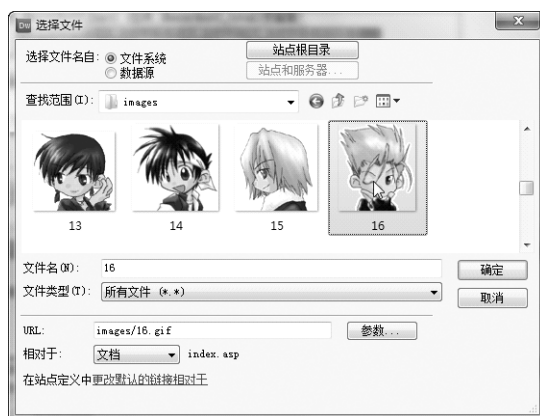 Dw 选择文件
选择文件名自: 文件系统 站点根目录
数据源 站点和服务器...
查找范围(I): images
13 14 15 16
文件名(N): 16 确定
文件类型(T): 所有文件 (*.*) 取消
URL: images/16.gif 参数...
相对于: 文档 index.asp
在站点定义中更改默认的链接相对于